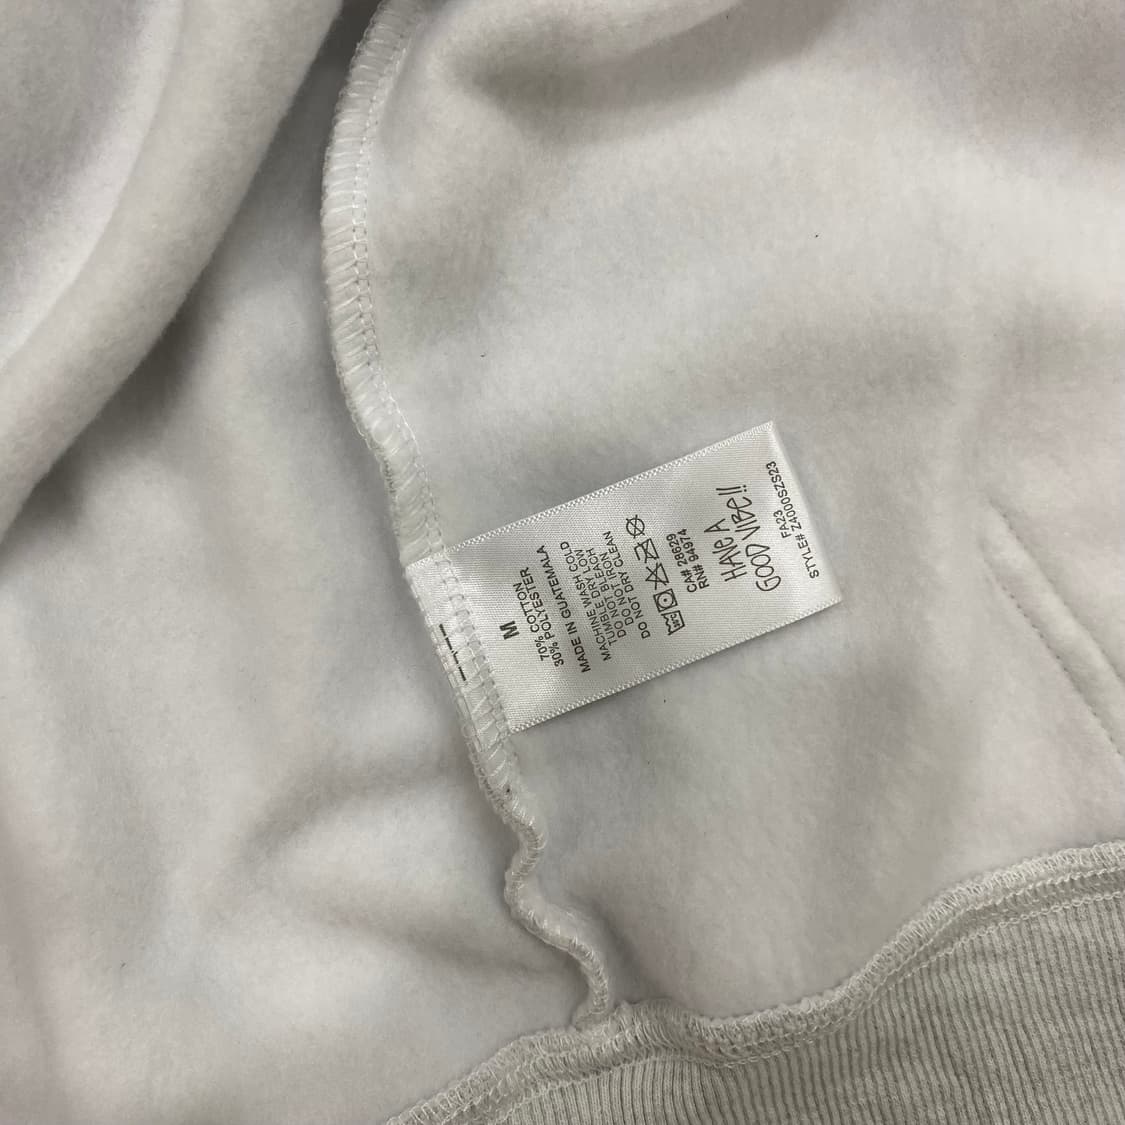 M
70% COTTON
30% POLYESTER
MADE IN GUATEMALA
MACHINE WASH COLD
TUMBLE DRY LOW
DO NOT BLEACH
DO NOT IRON
DO NOT DRY CLEAN
CA# 28629
RN# 94974
HAVE A
GOOD VIBE!!
FA23
STYLE# Z4000SZS23